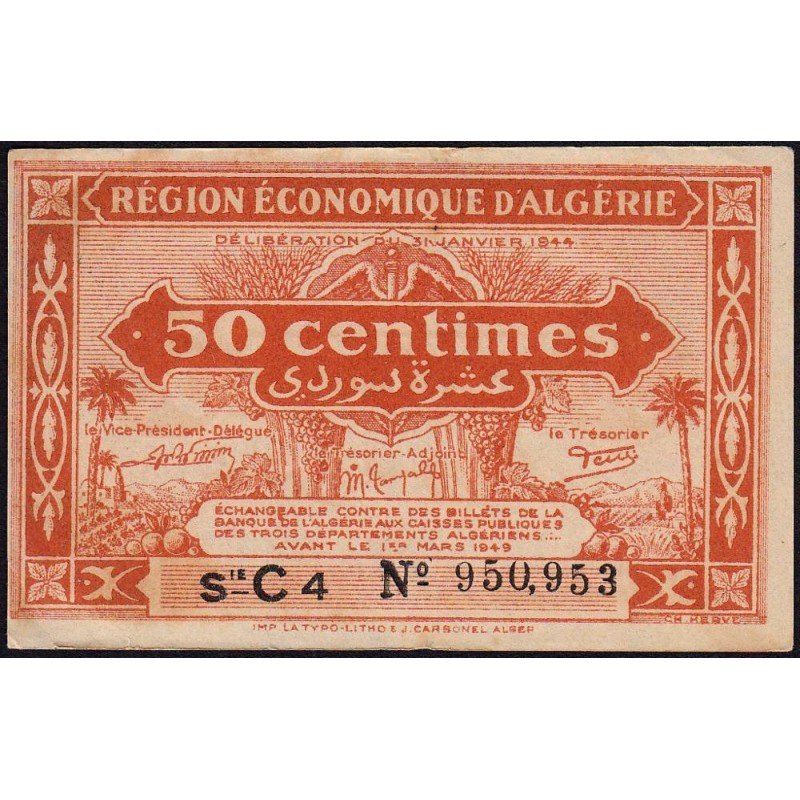 RÉGION ÉCONOMIQUE D'ALGÉRIE
DÉLIBÉRATION DU 31 JANVIER 1944
· 50 centimes ·
عشرة سوردي
le Vice-Président-Délégué
le Trésorier-Adjoint
le Trésorier
ÉCHANGEABLE CONTRE DES BILLETS DE LA
BANQUE DE L'ALGÉRIE AUX CAISSES PUBLIQUES
DES TROIS DÉPARTEMENTS ALGÉRIENS.....
AVANT LE 1ER MARS 1949
SIE C4 No 950,953
CH. HERVÉ
IMP. LA TYPO-LITHO & J. CARBONEL ALGER